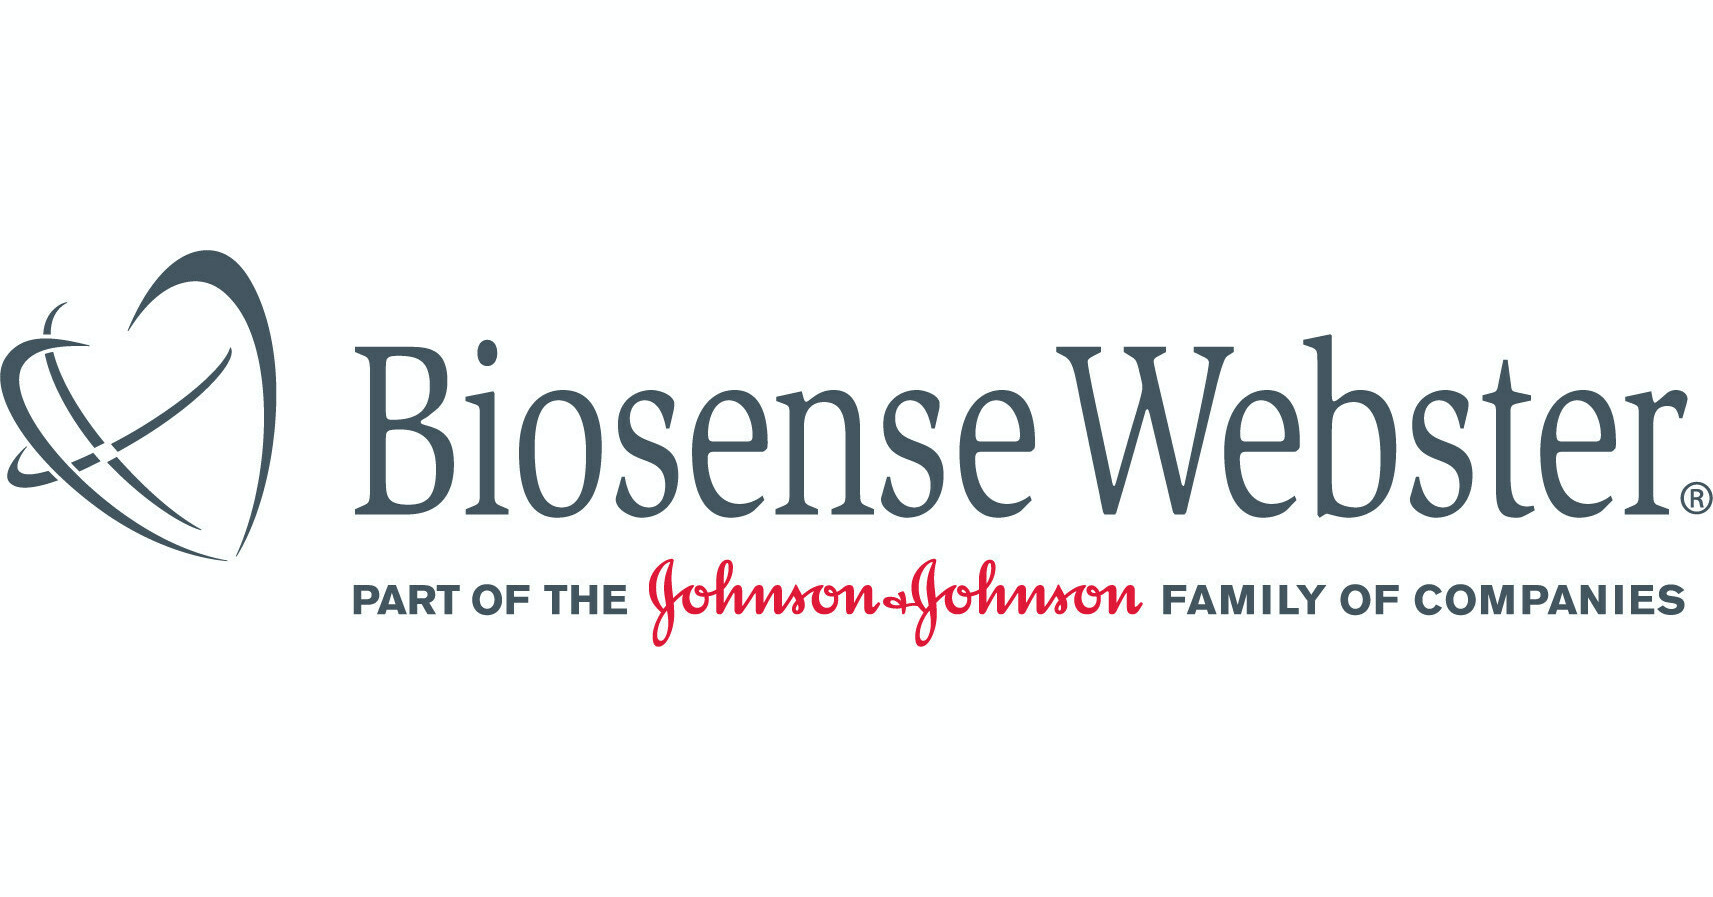 Biosense Webster®
PART OF THE Johnson & Johnson FAMILY OF COMPANIES